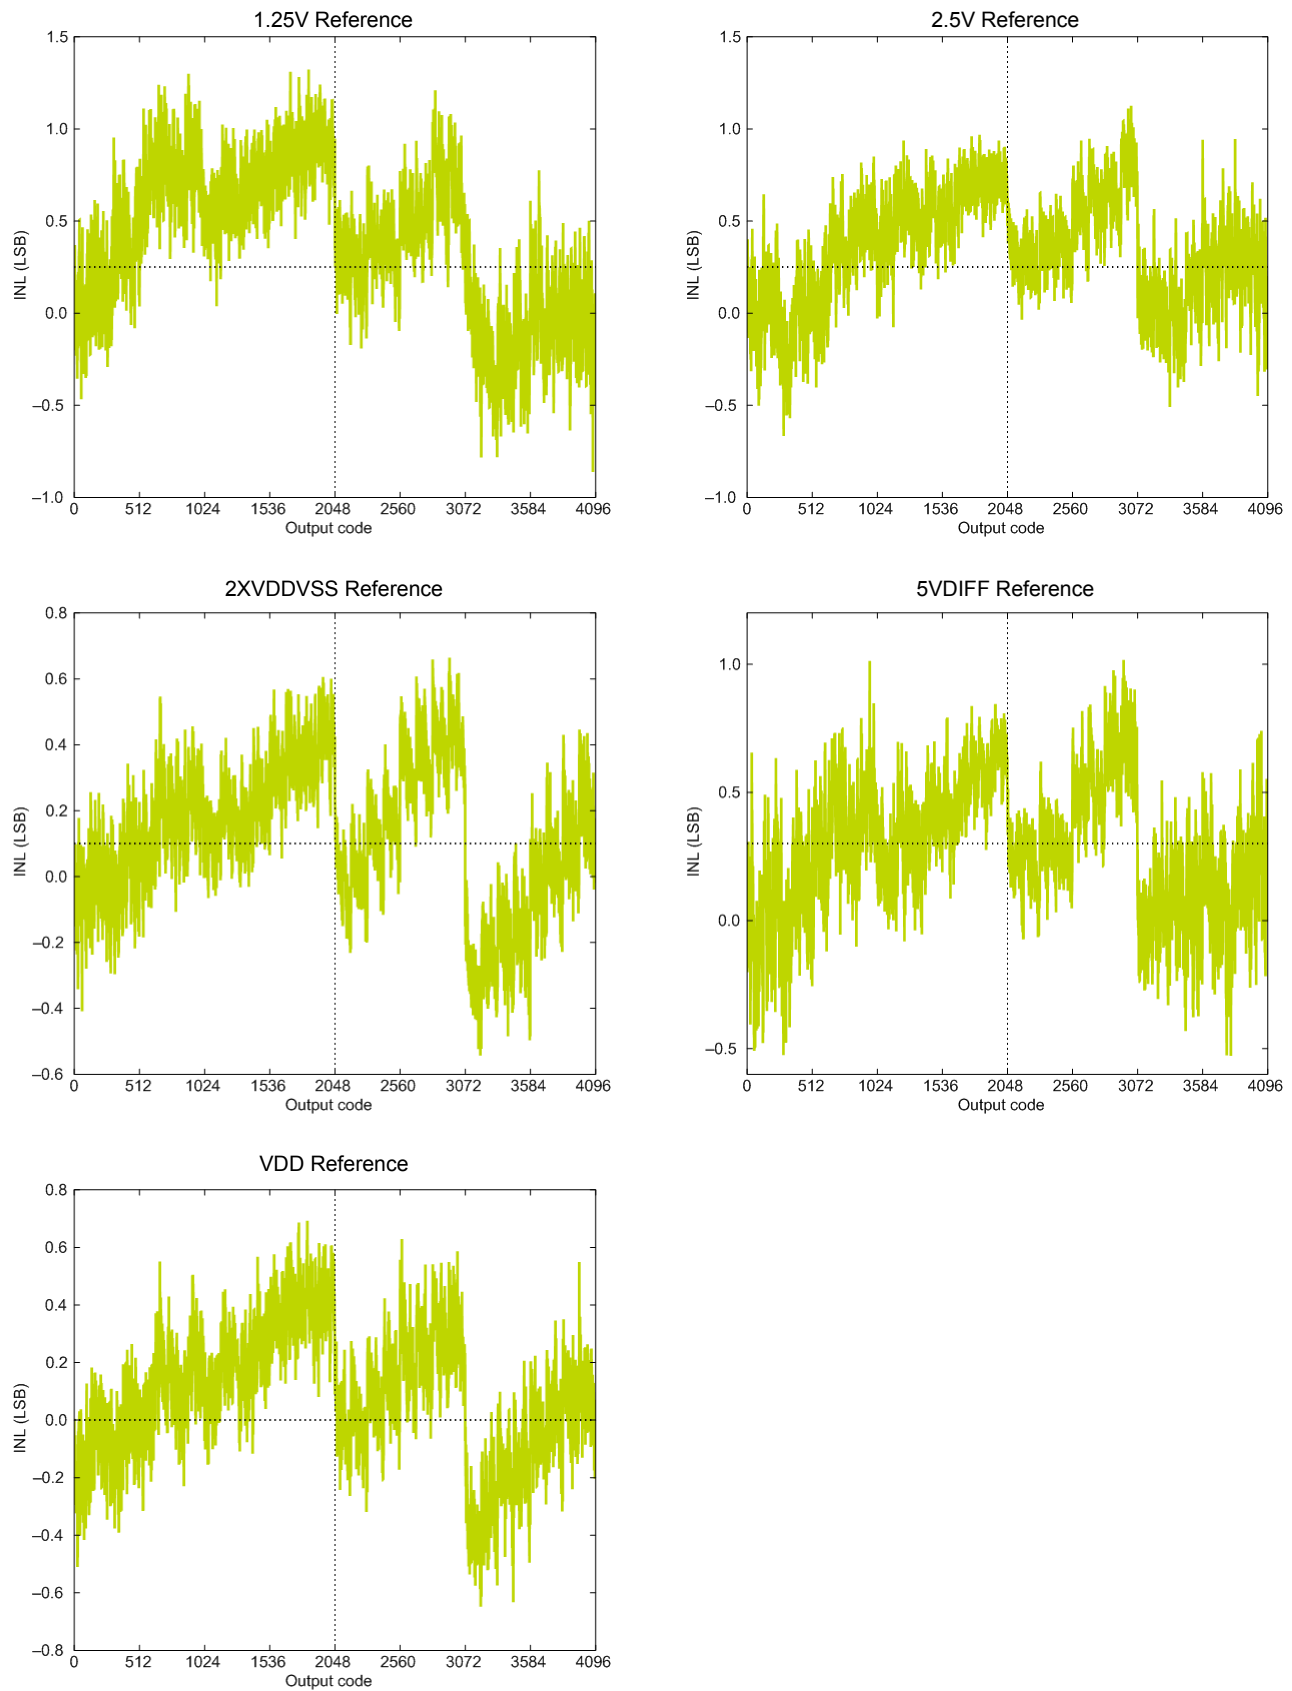 1.25V Reference
1.5
1.0
0.5
0.0
–0.5
–1.0
INL (LSB)
0 512 1024 1536 2048 2560 3072 3584 4096
Output code
2.5V Reference
1.5
1.0
0.5
0.0
–0.5
–1.0
INL (LSB)
0 512 1024 1536 2048 2560 3072 3584 4096
Output code
2XVDDVSS Reference
0.8
0.6
0.4
0.2
0.0
–0.2
–0.4
–0.6
INL (LSB)
0 512 1024 1536 2048 2560 3072 3584 4096
Output code
5VDIFF Reference
1.0
0.5
0.0
–0.5
INL (LSB)
0 512 1024 1536 2048 2560 3072 3584 4096
Output code
VDD Reference
0.8
0.6
0.4
0.2
0.0
–0.2
–0.4
–0.6
–0.8
INL (LSB)
0 512 1024 1536 2048 2560 3072 3584 4096
Output code